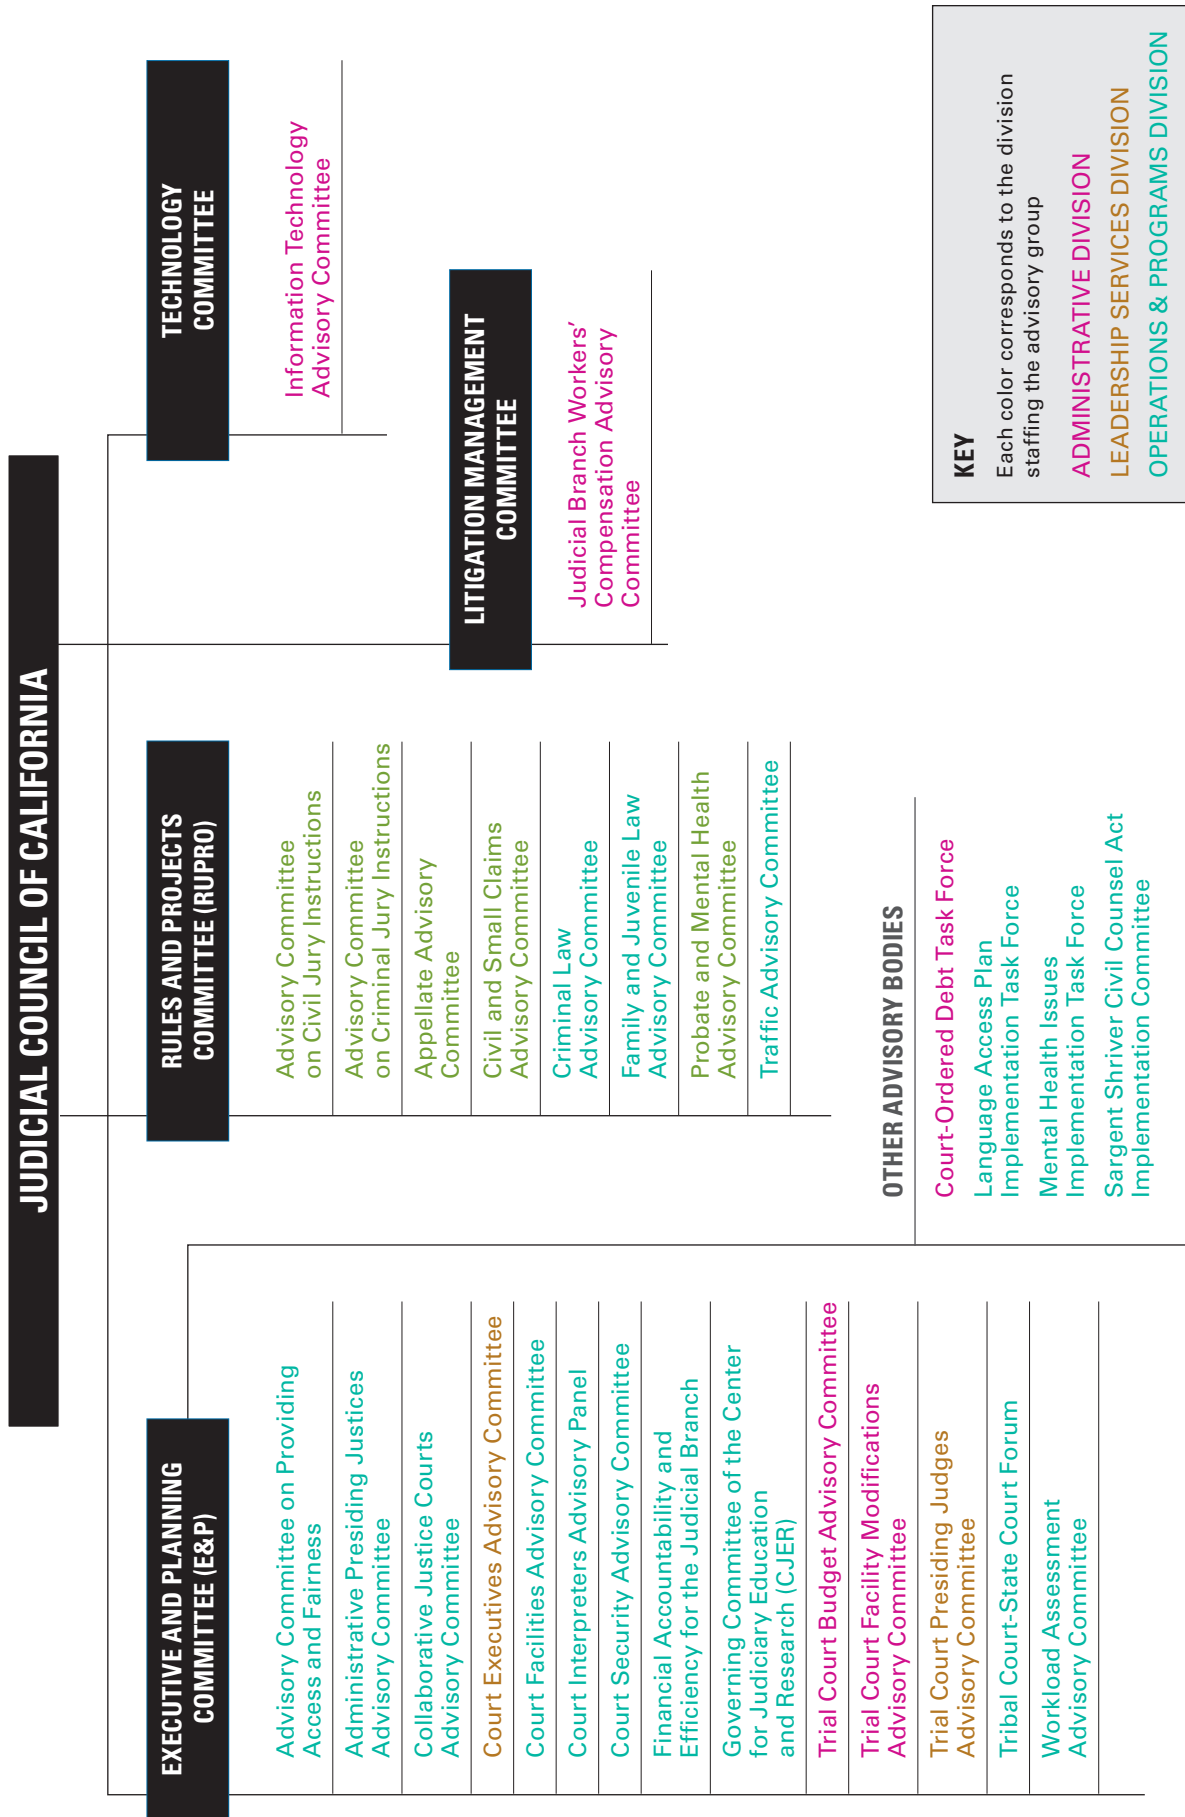 JUDICIAL COUNCIL OF CALIFORNIA
EXECUTIVE AND PLANNING
COMMITTEE (E&P)
Advisory Committee on Providing
Access and Fairness
Administrative Presiding Justices
Advisory Committee
Collaborative Justice Courts
Advisory Committee
Court Executives Advisory Committee
Court Facilities Advisory Committee
Court Interpreters Advisory Panel
Court Security Advisory Committee
Financial Accountability and
Efficiency for the Judicial Branch
Governing Committee of the Center
for Judiciary Education
and Research (CJER)
Trial Court Budget Advisory Committee
Trial Court Facility Modifications
Advisory Committee
Trial Court Presiding Judges
Advisory Committee
Tribal Court-State Court Forum
Workload Assessment
Advisory Committee
RULES AND PROJECTS
COMMITTEE (RUPRO)
Advisory Committee
on Civil Jury Instructions
Advisory Committee
on Criminal Jury Instructions
Appellate Advisory
Committee
Civil and Small Claims
Advisory Committee
Criminal Law
Advisory Committee
Family and Juvenile Law
Advisory Committee
Probate and Mental Health
Advisory Committee
Traffic Advisory Committee
OTHER ADVISORY BODIES
Court-Ordered Debt Task Force
Language Access Plan
Implementation Task Force
Mental Health Issues
Implementation Task Force
Sargent Shriver Civil Counsel Act
Implementation Committee
LITIGATION MANAGEMENT
COMMITTEE
Judicial Branch Workers'
Compensation Advisory
Committee
TECHNOLOGY
COMMITTEE
Information Technology
Advisory Committee
KEY
Each color corresponds to the division
staffing the advisory group
ADMINISTRATIVE DIVISION
LEADERSHIP SERVICES DIVISION
OPERATIONS & PROGRAMS DIVISION